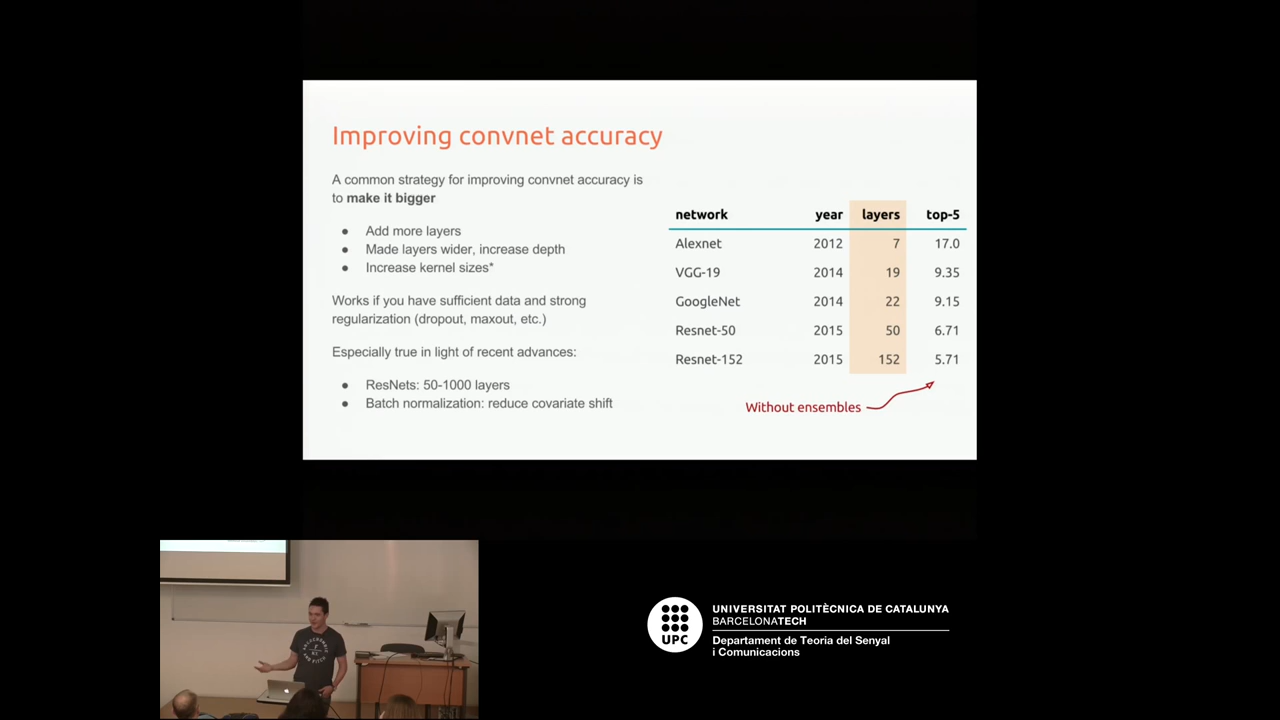 Improving convnet accuracy
A common strategy for improving convnet accuracy is
to make it bigger
● Add more layers
● Made layers wider, increase depth
● Increase kernel sizes*
Works if you have sufficient data and strong
regularization (dropout, maxout, etc.)
Especially true in light of recent advances:
● ResNets: 50-1000 layers
● Batch normalization: reduce covariate shift
network year layers top-5
Alexnet 2012 7 17.0
VGG-19 2014 19 9.35
GoogleNet 2014 22 9.15
Resnet-50 2015 50 6.71
Resnet-152 2015 152 5.71
Without ensembles
UPC
UNIVERSITAT POLITÈCNICA DE CATALUNYA
BARCELONATECH
Departament de Teoria del Senyal
i Comunicacions